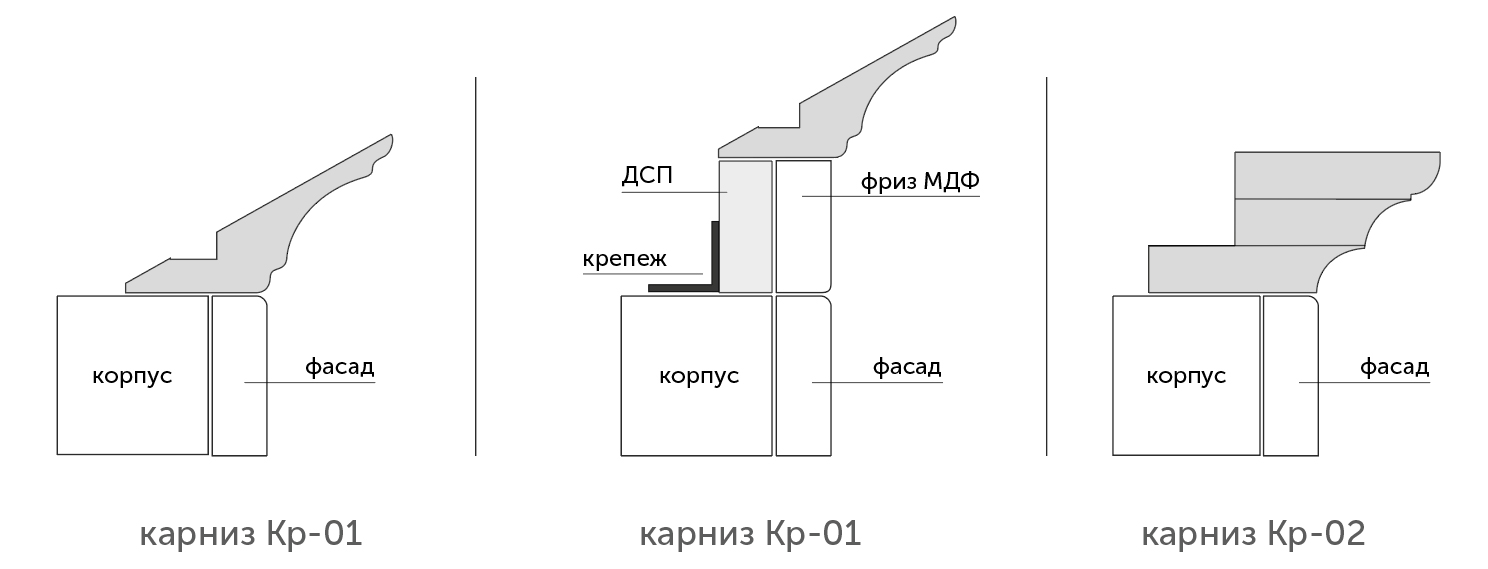 корпус
фасад
карниз Кр-01
ДСП
фриз МДФ
крепеж
корпус
фасад
карниз Кр-01
корпус
фасад
карниз Кр-02